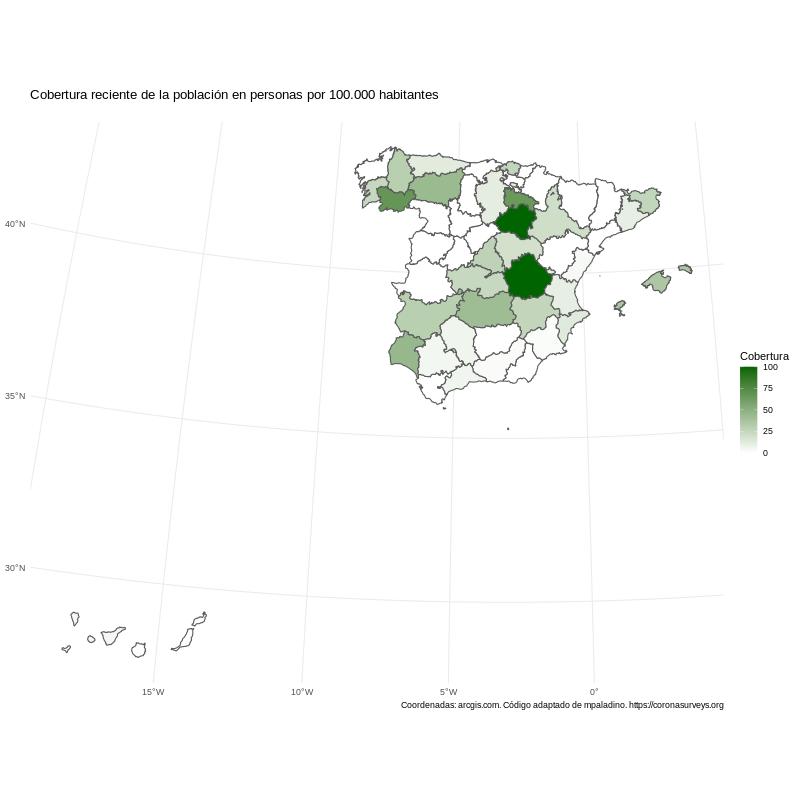 Cobertura reciente de la población en personas por 100.000 habitantes
40°N
35°N
30°N
15°W
10°W
5°W
0°
Cobertura
100
75
50
25
0
Coordenadas: arcgis.com. Código adaptado de mpaladino. https://coronasurveys.org